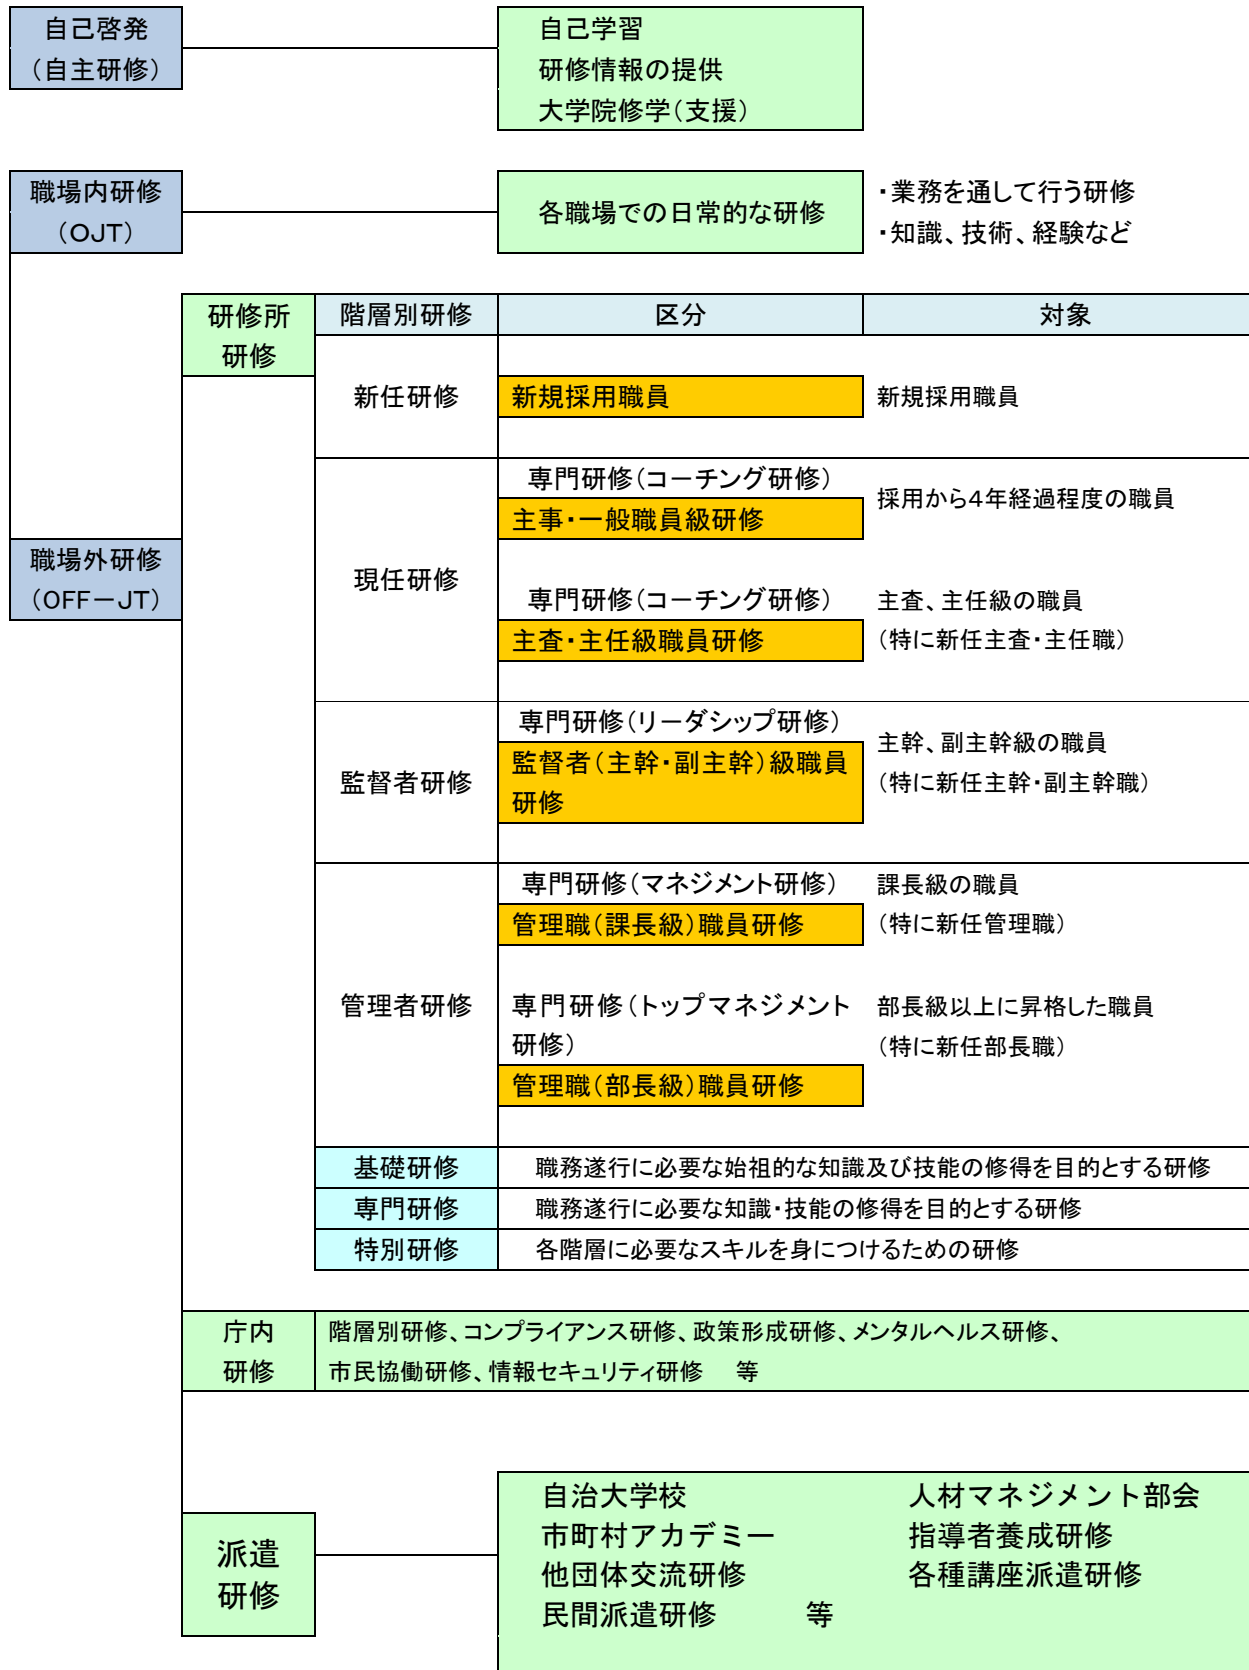 自己啓発
（自主研修）
自己学習
研修情報の提供
大学院修学（支援）
職場内研修
（OJT）
各職場での日常的な研修
・業務を通して行う研修
・知識、技術、経験など
研修所
研修
階層別研修
区分
対象
新任研修
新規採用職員
新規採用職員
職場外研修
（OFF－JT）
現任研修
専門研修（コーチング研修）
主事・一般職員級研修
採用から４年経過程度の職員
専門研修（コーチング研修）
主査・主任級職員研修
主査、主任級の職員
（特に新任主査・主任職）
監督者研修
専門研修（リーダシップ研修）
監督者（主幹・副主幹）級職員
研修
主幹、副主幹級の職員
（特に新任主幹・副主幹職）
管理者研修
専門研修（マネジメント研修）
管理職（課長級）職員研修
課長級の職員
（特に新任管理職）
専門研修（トップマネジメント
研修）
管理職（部長級）職員研修
部長級以上に昇格した職員
（特に新任部長職）
基礎研修
職務遂行に必要な始祖的な知識及び技能の修得を目的とする研修
専門研修
職務遂行に必要な知識・技能の修得を目的とする研修
特別研修
各階層に必要なスキルを身につけるための研修
庁内
研修
階層別研修、コンプライアンス研修、政策形成研修、メンタルヘルス研修、
市民協働研修、情報セキュリティ研修　等
派遣
研修
自治大学校
市町村アカデミー
他団体交流研修
民間派遣研修　等
人材マネジメント部会
指導者養成研修
各種講座派遣研修